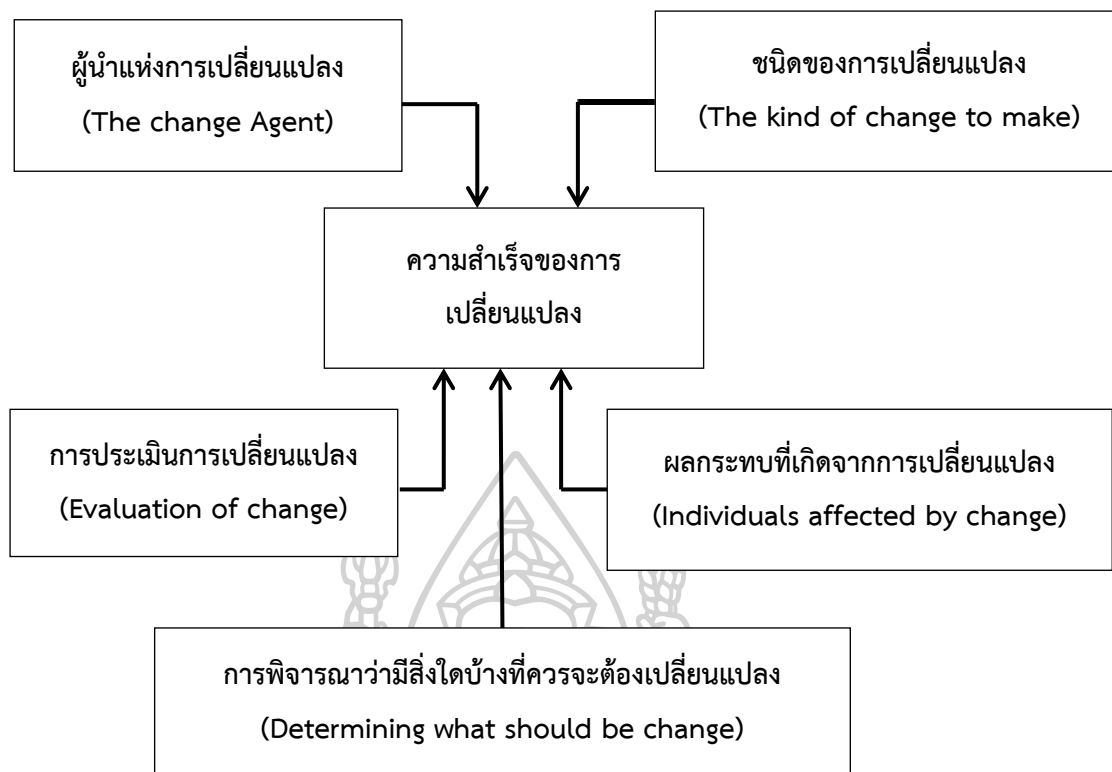 ผู้นำแห่งการเปลี่ยนแปลง
(The change Agent)
ชนิดของการเปลี่ยนแปลง
(The kind of change to make)
ความสำเร็จของการ
เปลี่ยนแปลง
การประเมินการเปลี่ยนแปลง
(Evaluation of change)
ผลกระทบที่เกิดจากการเปลี่ยนแปลง
(Individuals affected by change)
การพิจารณาว่ามีสิ่งใดบ้างที่ควรจะต้องเปลี่ยนแปลง
(Determining what should be change)